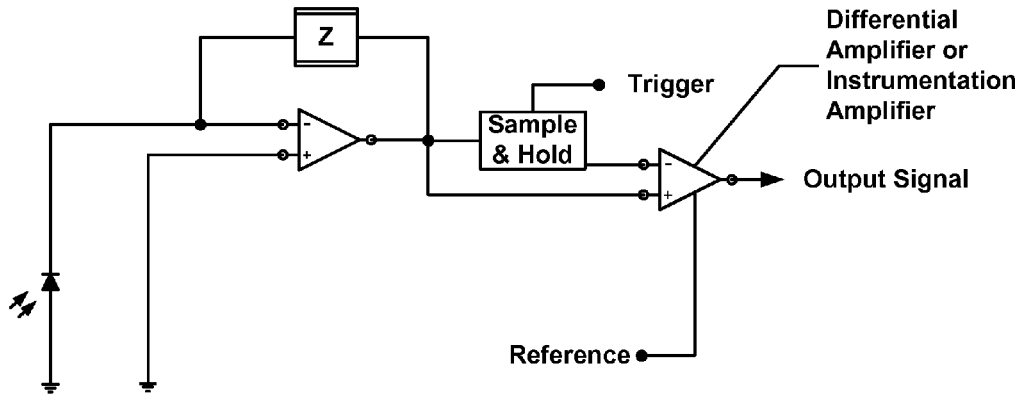 Z
Differential
Amplifier or
Instrumentation
Amplifier
Trigger
Sample
& Hold
-
+
-
+
Output Signal
Reference